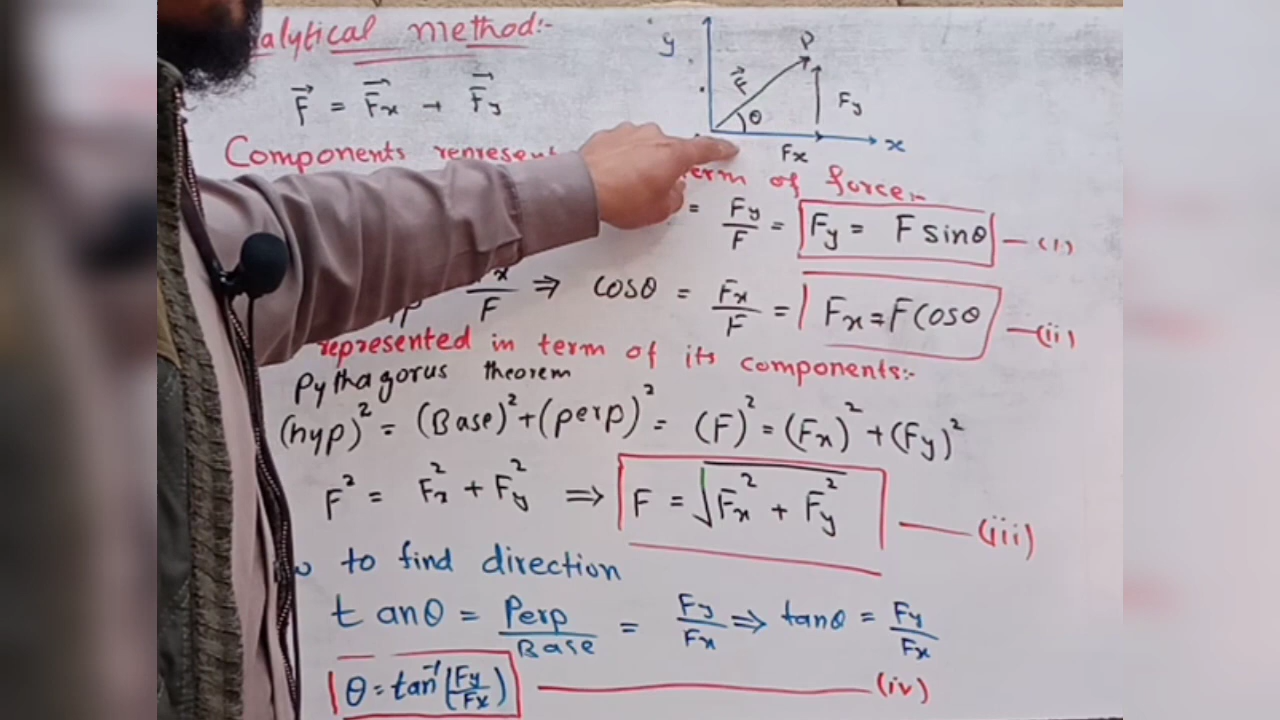 alytical method:-
F = Fx + Fy
y
P
F
θ
Fy
Fx
x
Components represent
term of force:-
= Fy/F = Fy = F sinθ — (i)
x/F ⇒ cosθ = Fx/F = Fx = F Cosθ — (ii)
represented in term of its components:-
Pythagorus theorem
(hyp)² = (Base)² + (perp)² = (F)² = (Fx)² + (Fy)²
F² = Fx² + Fy² ⇒ F = √Fx² + Fy² — (iii)
to find direction
tanθ = Perp/Base = Fy/Fx ⇒ tanθ = Fy/Fx
θ = tan⁻¹(Fy/Fx) — (iv)